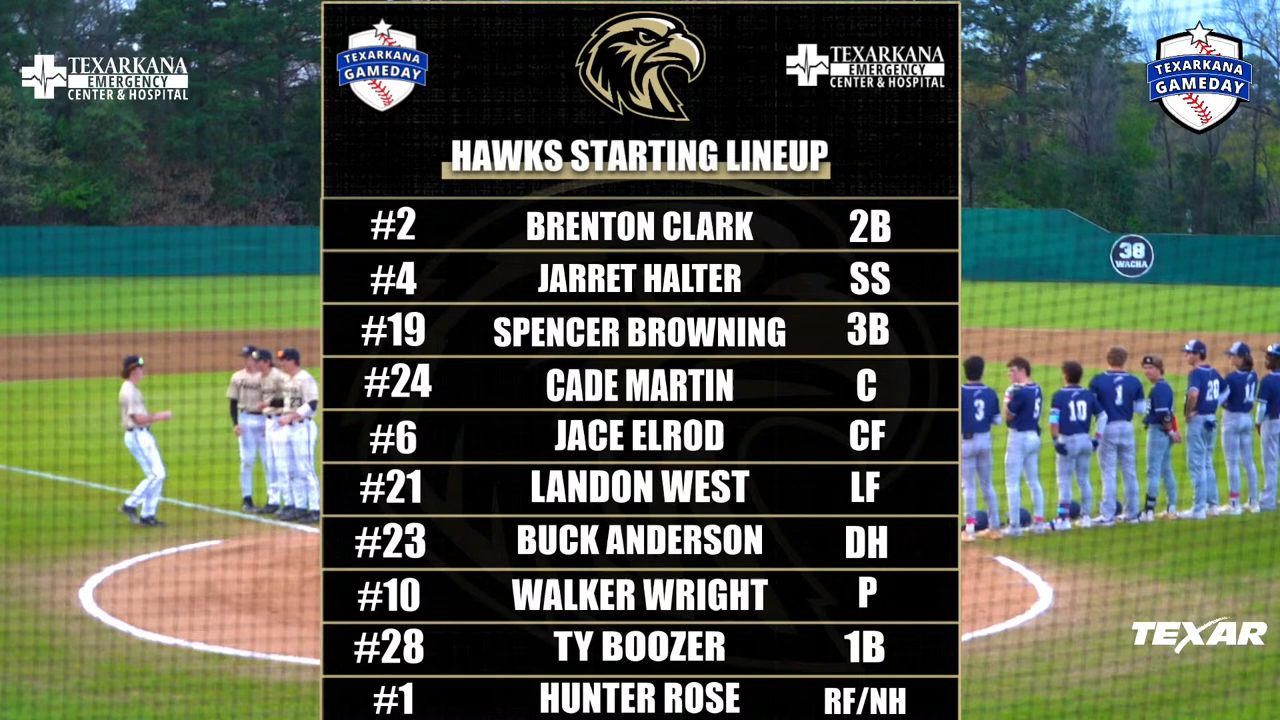 TEXARKANA
EMERGENCY
CENTER & HOSPITAL
TEXARKANA
GAMEDAY
TEXARKANA
EMERGENCY
CENTER & HOSPITAL
TEXARKANA
GAMEDAY
HAWKS STARTING LINEUP
#2 BRENTON CLARK 2B
#4 JARRET HALTER SS
#19 SPENCER BROWNING 3B
#24 CADE MARTIN C
#6 JACE ELROD CF
#21 LANDON WEST LF
#23 BUCK ANDERSON DH
#10 WALKER WRIGHT P
#28 TY BOOZER 1B
#1 HUNTER ROSE RF/NH
38
WACHA
3
5
10
1
20
TEXAR